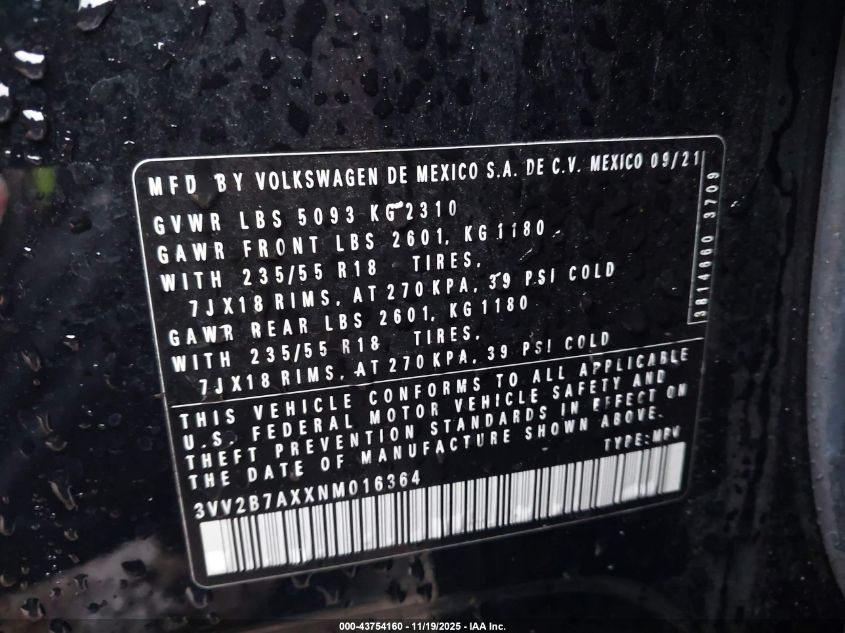 MFD BY VOLKSWAGEN DE MEXICO S.A. DE C.V. MEXICO 09/21
GVWR LBS 5093 KG 2310
GAWR FRONT LBS 2601, KG 1180
WITH 235/55 R18 TIRES,
7JX18 RIMS, AT 270 KPA, 39 PSI COLD
GAWR REAR LBS 2601, KG 1180
WITH 235/55 R18 TIRES,
7JX18 RIMS, AT 270 KPA, 39 PSI COLD
3814660 3709
THIS VEHICLE CONFORMS TO ALL APPLICABLE
U.S. FEDERAL MOTOR VEHICLE SAFETY AND
THEFT PREVENTION STANDARDS IN EFFECT ON
THE DATE OF MANUFACTURE SHOWN ABOVE.
TYPE: MPV
3VV2B7AXXNM016364
000-43754160 - 11/19/2025 - IAA Inc.